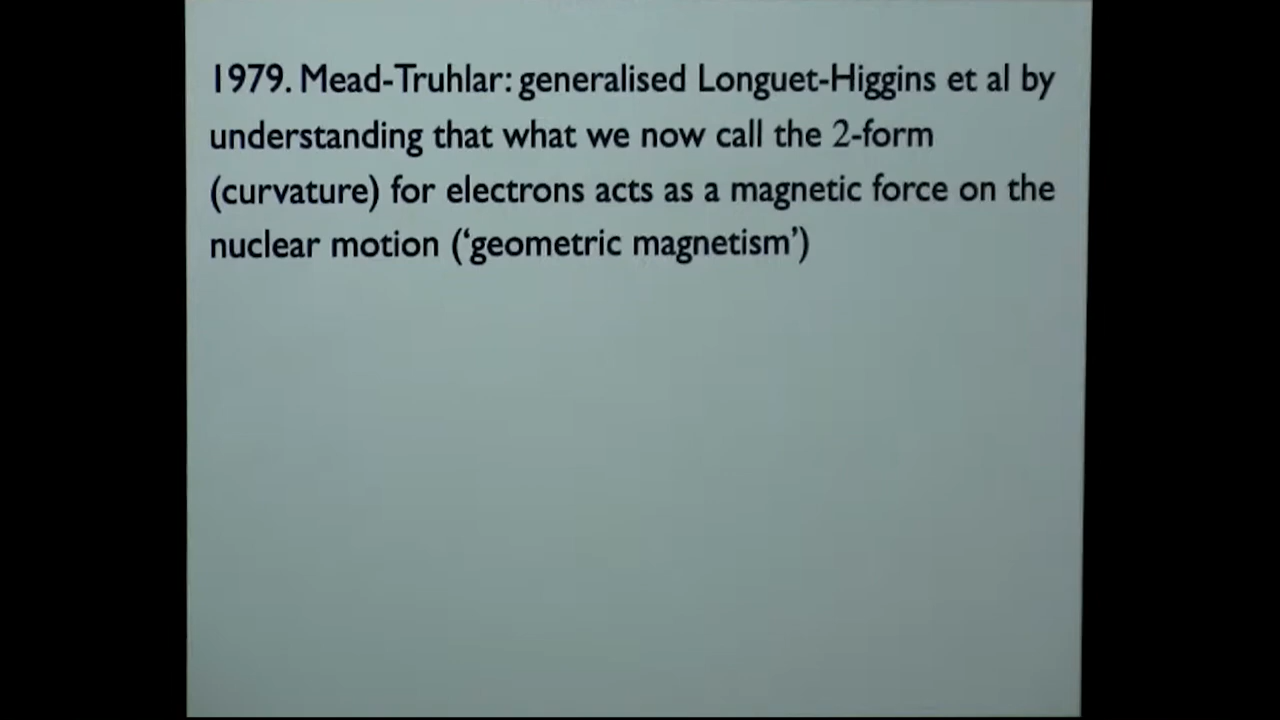 1979. Mead-Truhlar: generalised Longuet-Higgins et al by
understanding that what we now call the 2-form
(curvature) for electrons acts as a magnetic force on the
nuclear motion (‘geometric magnetism’)